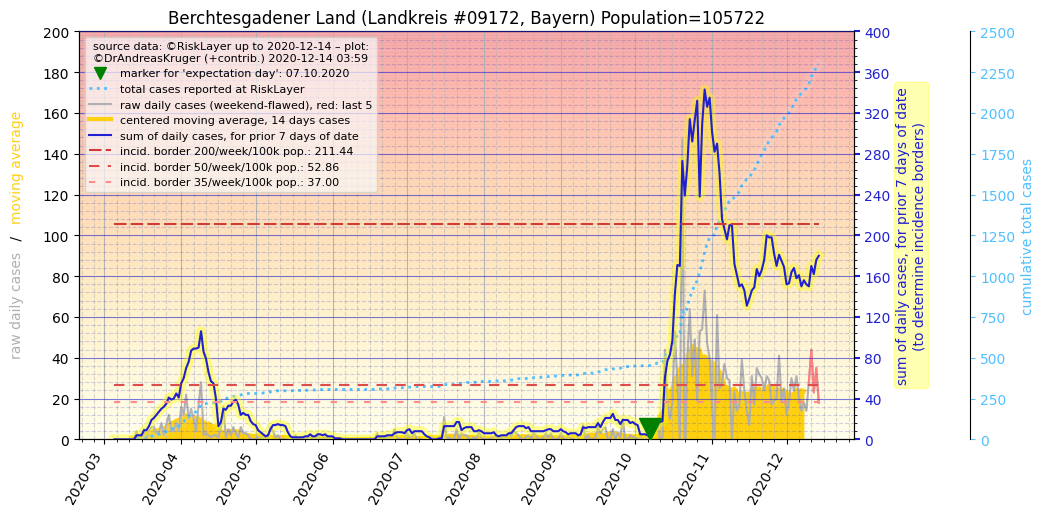 Berchtesgadener Land (Landkreis #09172, Bayern) Population=105722
source data: ©RiskLayer up to 2020-12-14 – plot:
©DrAndreasKruger (+contrib.) 2020-12-14 03:59
marker for 'expectation day': 07.10.2020
total cases reported at RiskLayer
raw daily cases (weekend-flawed), red: last 5
centered moving average, 14 days cases
sum of daily cases, for prior 7 days of date
incid. border 200/week/100k pop.: 211.44
incid. border 50/week/100k pop.: 52.86
incid. border 35/week/100k pop.: 37.00
raw daily cases / moving average
200
180
160
140
120
100
80
60
40
20
0
400
360
320
280
240
200
160
120
80
40
0
sum of daily cases, for prior 7 days of date
(to determine incidence borders)
2500
2250
2000
1750
1500
1250
1000
750
500
250
0
cumulative total cases
2020-03
2020-04
2020-05
2020-06
2020-07
2020-08
2020-09
2020-10
2020-11
2020-12